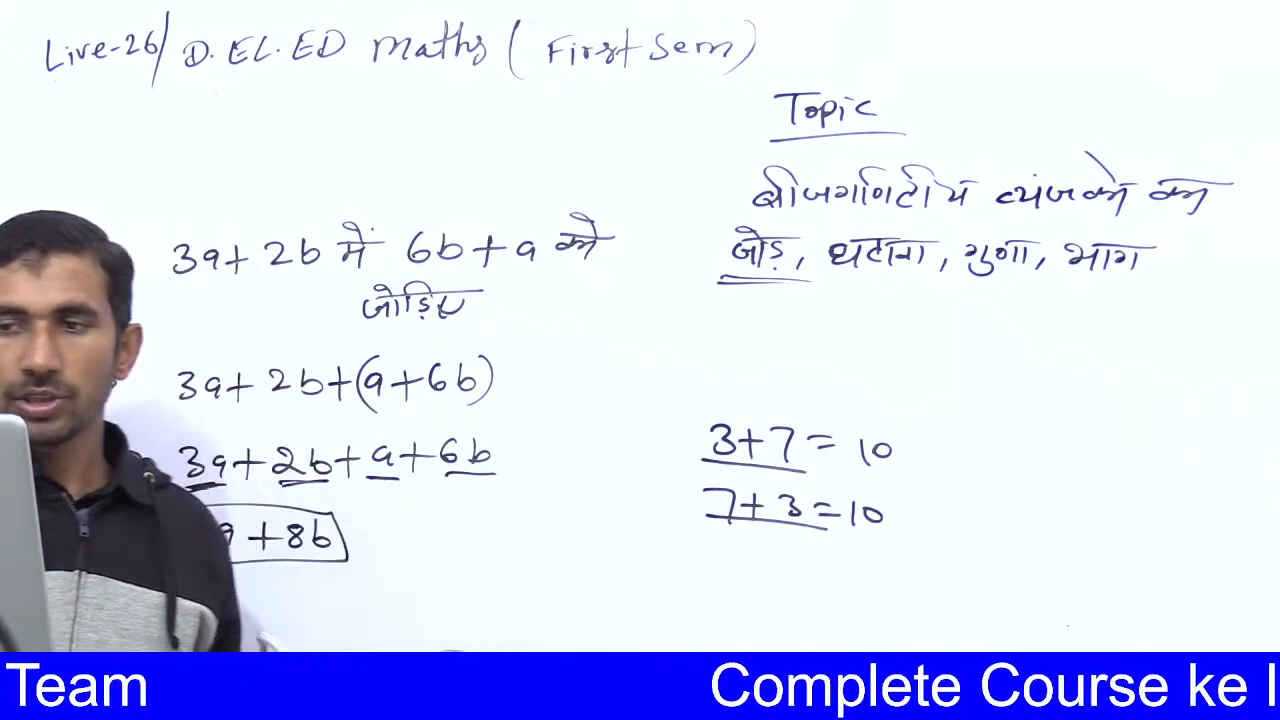 Live-26/ D.EL.ED Maths ( First Sem )
Topic
बीजगणितीय व्यंजको का
जोड़, घटाना, गुणा, भाग
3a + 2b में 6b + a को
जोड़िए
3a + 2b + (a + 6b)
3a + 2b + a + 6b
+ 8b
3 + 7 = 10
7 + 3 = 10
Team Complete Course ke